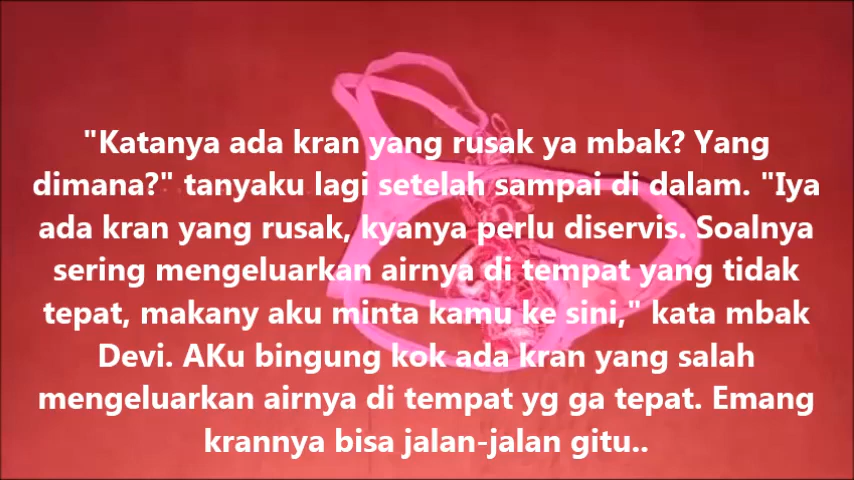 "Katanya ada kran yang rusak ya mbak? Yang
dimana?" tanyaku lagi setelah sampai di dalam. "Iya
ada kran yang rusak, kyanya perlu diservis. Soalnya
sering mengeluarkan airnya di tempat yang tidak
tepat, makany aku minta kamu ke sini," kata mbak
Devi. AKu bingung kok ada kran yang salah
mengeluarkan airnya di tempat yg ga tepat. Emang
krannya bisa jalan-jalan gitu..